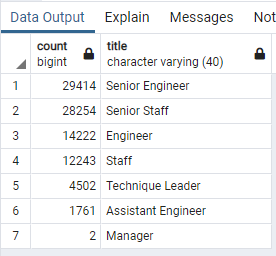 Data Output Explain Messages Not
count bigint title character varying (40)
1 29414 Senior Engineer
2 28254 Senior Staff
3 14222 Engineer
4 12243 Staff
5 4502 Technique Leader
6 1761 Assistant Engineer
7 2 Manager